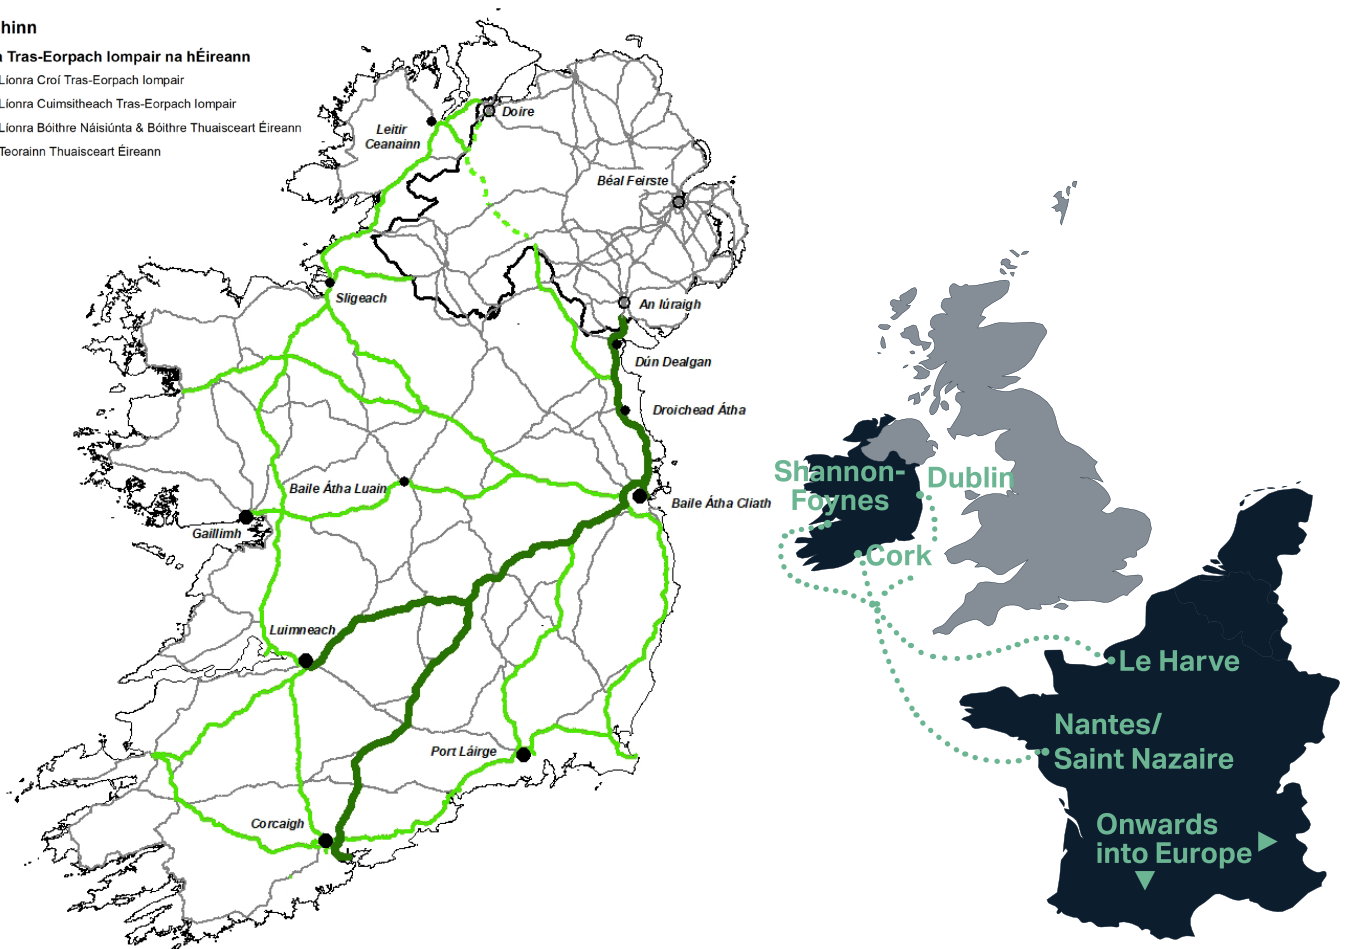 hinn
Tras-Eorpach Iompair na hÉireann
Líonra Croí Tras-Eorpach Iompair
Líonra Cuimsitheach Tras-Eorpach Iompair
Líonra Bóithre Náisiúnta & Bóithre Thuaisceart Éireann
Teorainn Thuaisceart Éireann
Doire
Leitir
Ceanainn
Béal Feirste
Sligeach
An Iúraigh
Dún Dealgan
Droichead Átha
Baile Átha Luain
Baile Átha Cliath
Gaillimh
Luimneach
Port Láirge
Corcaigh
Shannon-
Foynes
Dublin
Cork
Le Harve
Nantes/
Saint Nazaire
Onwards
into Europe